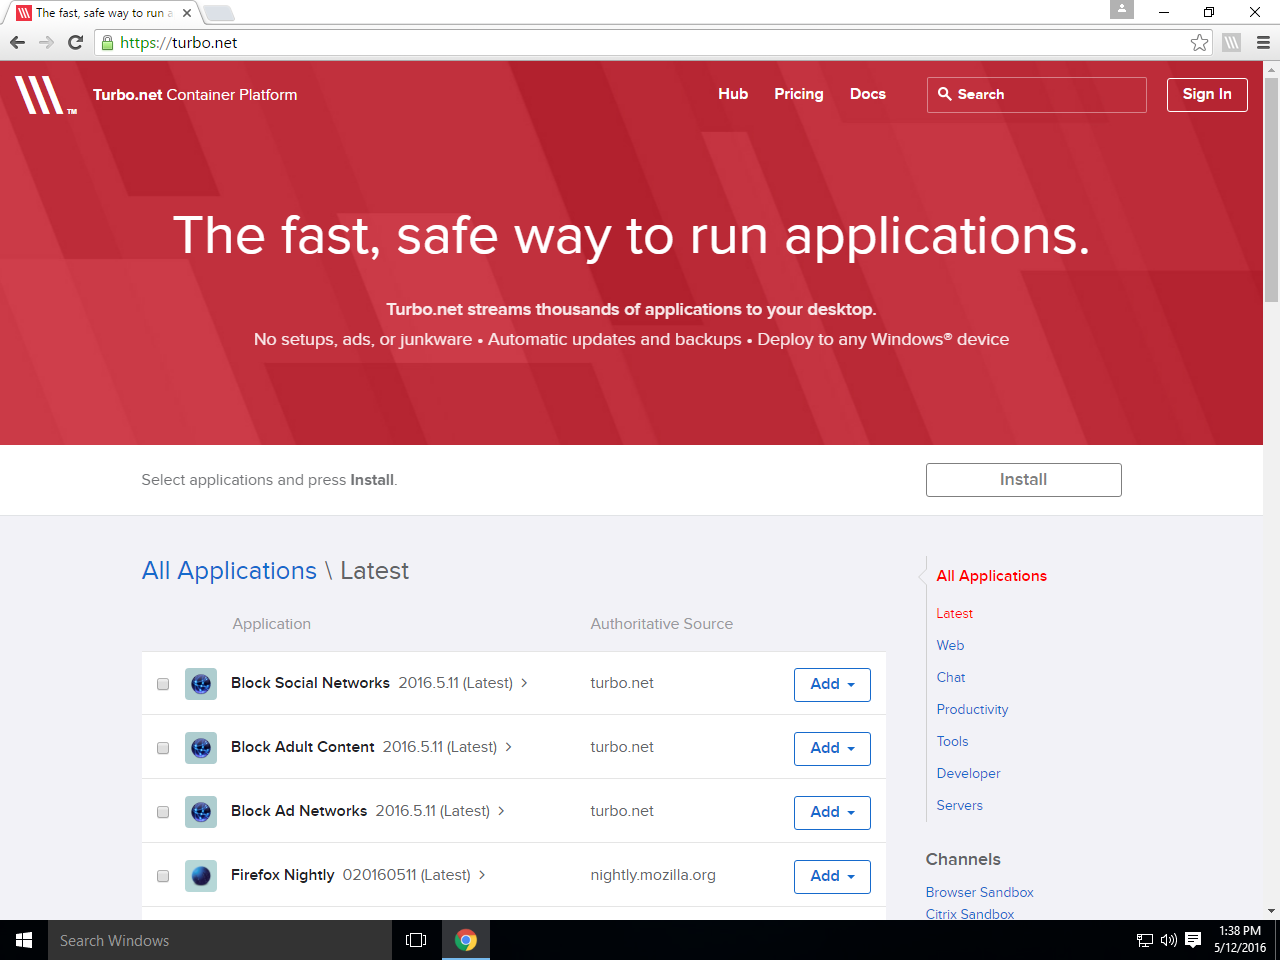 The fast, safe way to run a
https://turbo.net
Turbo.net Container Platform
Hub
Pricing
Docs
Search
Sign In
TM
The fast, safe way to run applications.
Turbo.net streams thousands of applications to your desktop.
No setups, ads, or junkware • Automatic updates and backups • Deploy to any Windows® device
Select applications and press Install.
Install
All Applications \ Latest
Application
Authoritative Source
Block Social Networks 2016.5.11 (Latest)
turbo.net
Add
Block Adult Content 2016.5.11 (Latest)
turbo.net
Add
Block Ad Networks 2016.5.11 (Latest)
turbo.net
Add
Firefox Nightly 020160511 (Latest)
nightly.mozilla.org
Add
All Applications
Latest
Web
Chat
Productivity
Tools
Developer
Servers
Channels
Browser Sandbox
Citrix Sandbox
Search Windows
1:38 PM
5/12/2016